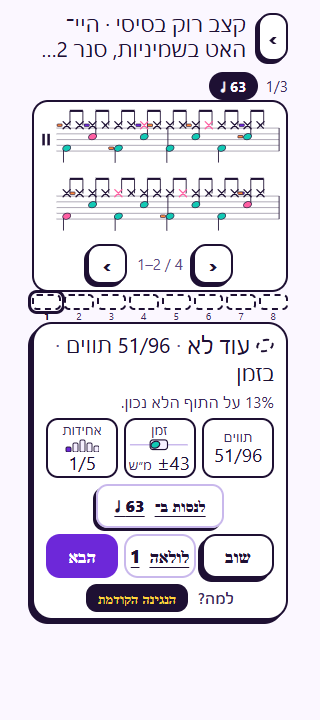 קצב רוק בסיסי · היי־
האט בשמיניות, סנר 2...
1/3 ♩ 63
1–2 / 4
1 2 3 4 5 6 7 8
עוד לא · 51/96 תווים ·
בזמן
13% על התוף הלא נכון.
תווים
51/96
זמן
±43 מ״ש
אחידות
1/5
לנסות ב־ ♩ 63
שוב
לולאה 1
הבא
למה?
הנגינה הקודמת